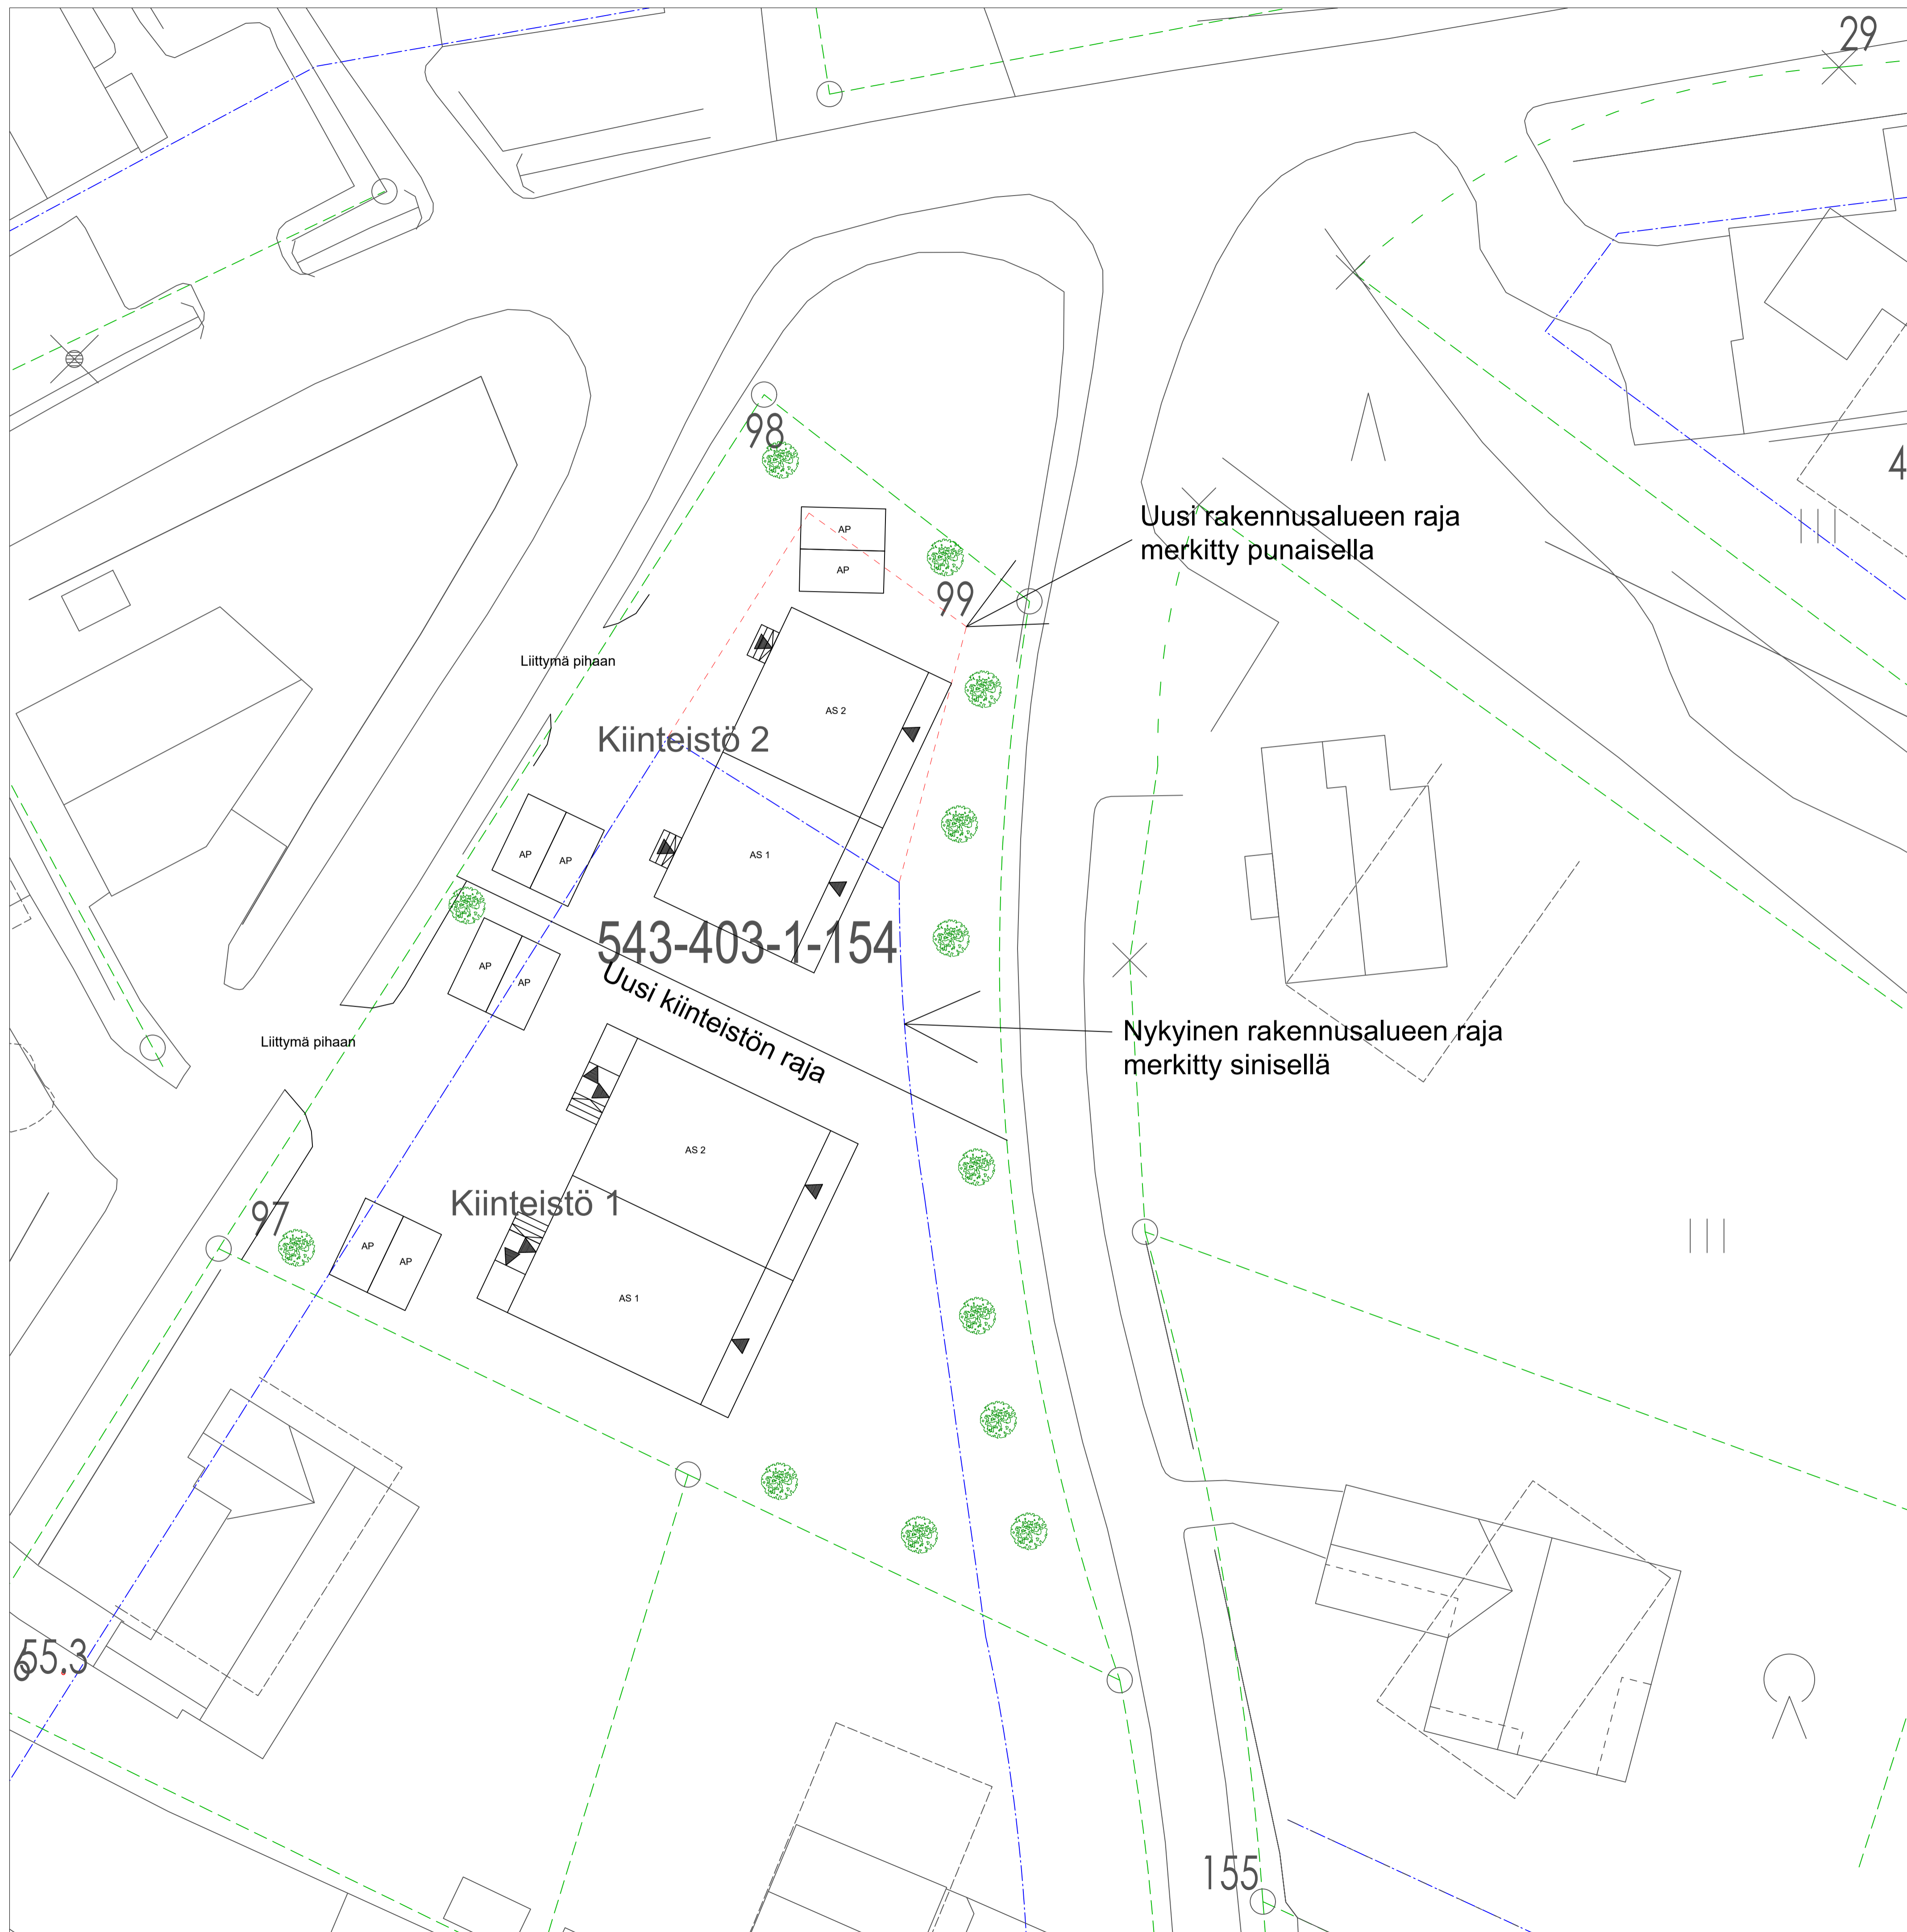 29
98
4
Uusi rakennusalueen raja
merkitty punaisella
AP
AP
99
Liittymä pihaan
AS 2
Kiinteistö 2
AP
AP
AS 1
543-403-1-154
AP
AP
Uusi kiinteistön raja
Nykyinen rakennusalueen raja
merkitty sinisellä
Liittymä pihaan
AS 2
97
Kiinteistö 1
AP
AP
AS 1
55.3
155